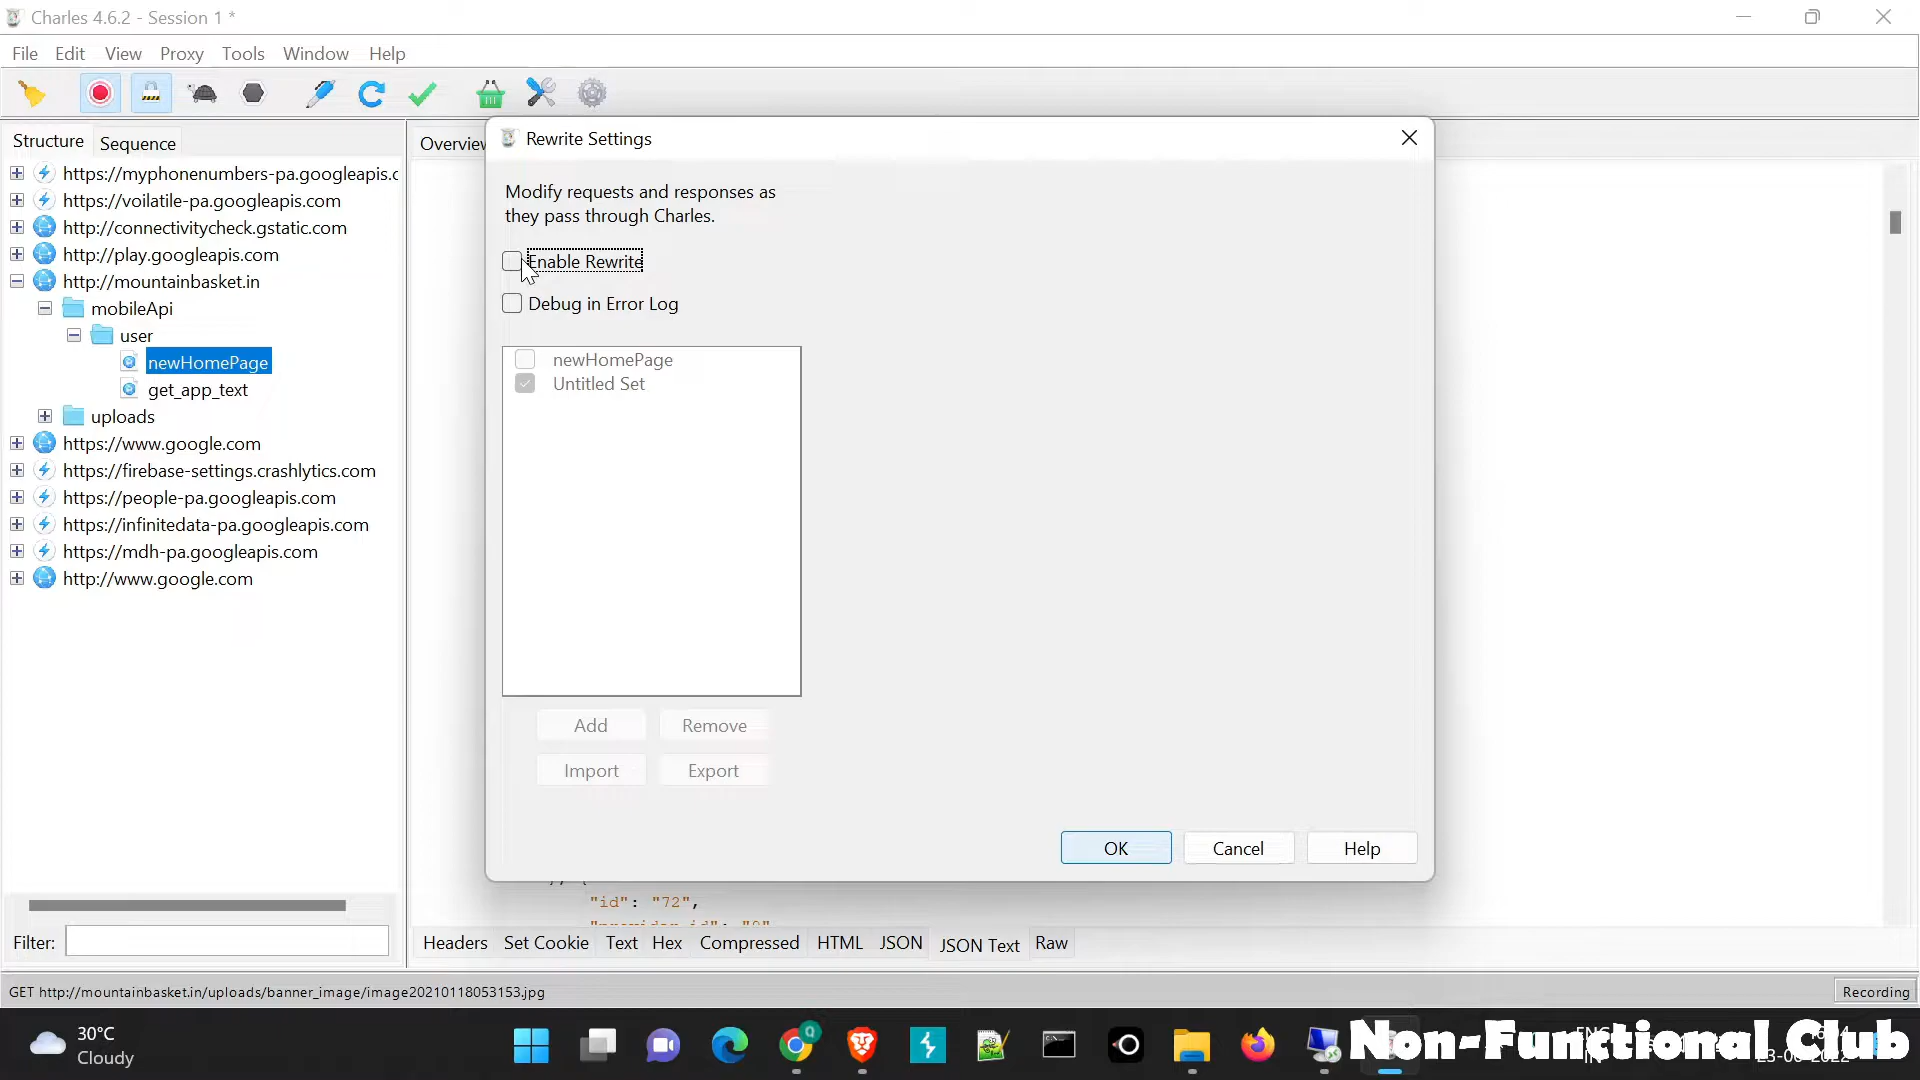 Charles 4.6.2 - Session 1 *
File Edit View Proxy Tools Window Help
Structure Sequence
Overview
https://myphonenumbers-pa.googleapis.c
https://voilatile-pa.googleapis.com
http://connectivitycheck.gstatic.com
http://play.googleapis.com
http://mountainbasket.in
mobileApi
user
newHomePage
get_app_text
uploads
https://www.google.com
https://firebase-settings.crashlytics.com
https://people-pa.googleapis.com
https://infinitedata-pa.googleapis.com
https://mdh-pa.googleapis.com
http://www.google.com
Filter:
Rewrite Settings
Modify requests and responses as
they pass through Charles.
Enable Rewrite
Debug in Error Log
newHomePage
Untitled Set
Add Remove
Import Export
OK Cancel Help
"id": "72",
Headers Set Cookie Text Hex Compressed HTML JSON JSON Text Raw
GET http://mountainbasket.in/uploads/banner_image/image20210118053153.jpg
Recording
30°C
Cloudy
Non-Functional Club